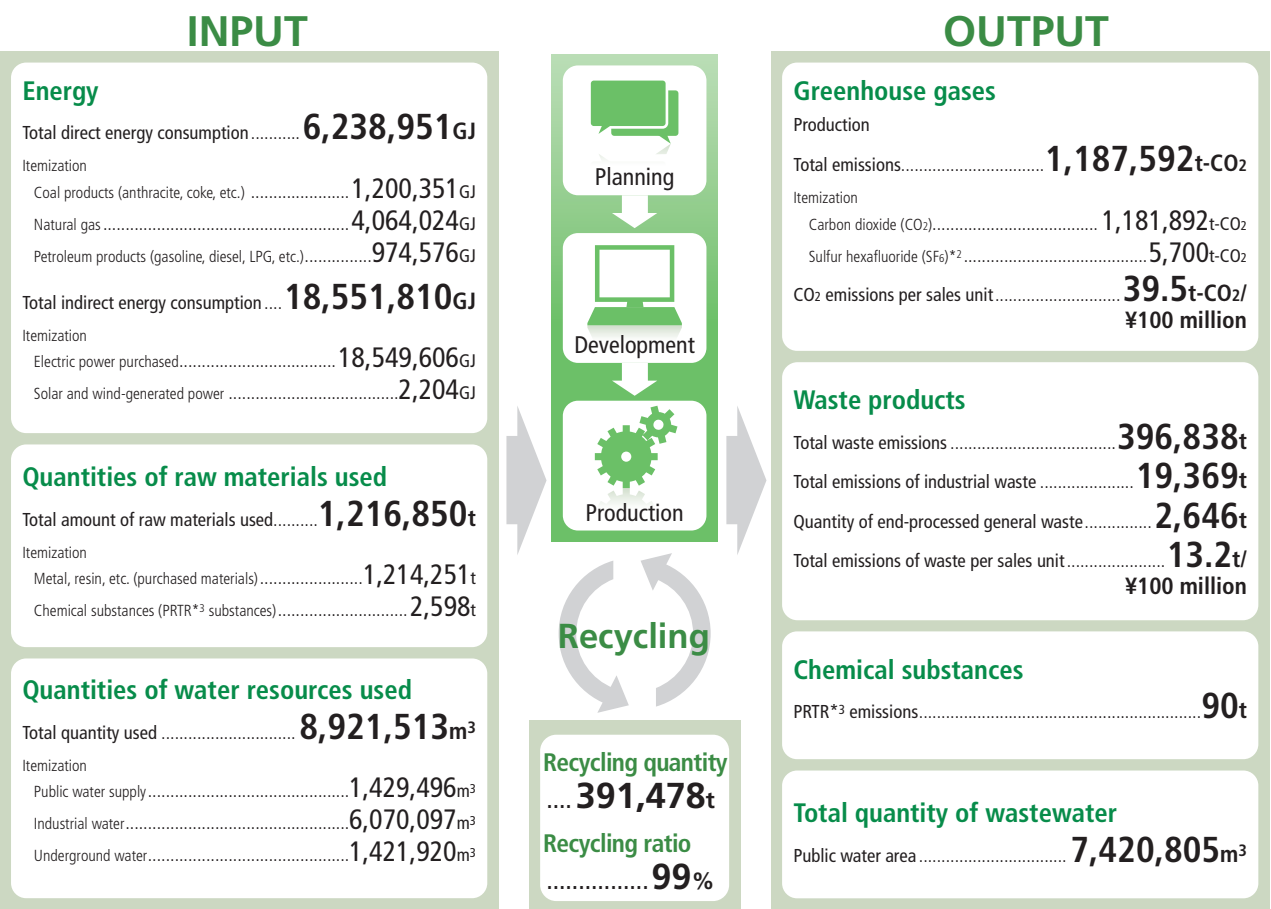 INPUT
Energy
Total direct energy consumption ........... 6,238,951GJ
Itemization
Coal products (anthracite, coke, etc.) ........................ 1,200,351GJ
Natural gas ........................................................ 4,064,024GJ
Petroleum products (gasoline, diesel, LPG, etc.)............... 974,576GJ
Total indirect energy consumption .... 18,551,810GJ
Itemization
Electric power purchased................................... 18,549,606GJ
Solar and wind-generated power ...................................... 2,204GJ
Quantities of raw materials used
Total amount of raw materials used.......... 1,216,850t
Itemization
Metal, resin, etc. (purchased materials) ....................... 1,214,251t
Chemical substances (PRTR*3 substances)............................. 2,598t
Quantities of water resources used
Total quantity used .............................. 8,921,513m3
Itemization
Public water supply.............................................. 1,429,496m3
Industrial water................................................... 6,070,097m3
Underground water.............................................. 1,421,920m3
Planning
Development
Production
Recycling
Recycling quantity
.... 391,478t
Recycling ratio
................. 99%
OUTPUT
Greenhouse gases
Production
Total emissions................................ 1,187,592t-CO2
Itemization
Carbon dioxide (CO2)...................................... 1,181,892t-CO2
Sulfur hexafluoride (SF6)*2 ......................................... 5,700t-CO2
CO2 emissions per sales unit............................ 39.5t-CO2/
¥100 million
Waste products
Total waste emissions ..................................... 396,838t
Total emissions of industrial waste ..................... 19,369t
Quantity of end-processed general waste............... 2,646t
Total emissions of waste per sales unit...................... 13.2t/
¥100 million
Chemical substances
PRTR*3 emissions................................................................ 90t
Total quantity of wastewater
Public water area ................................. 7,420,805m3